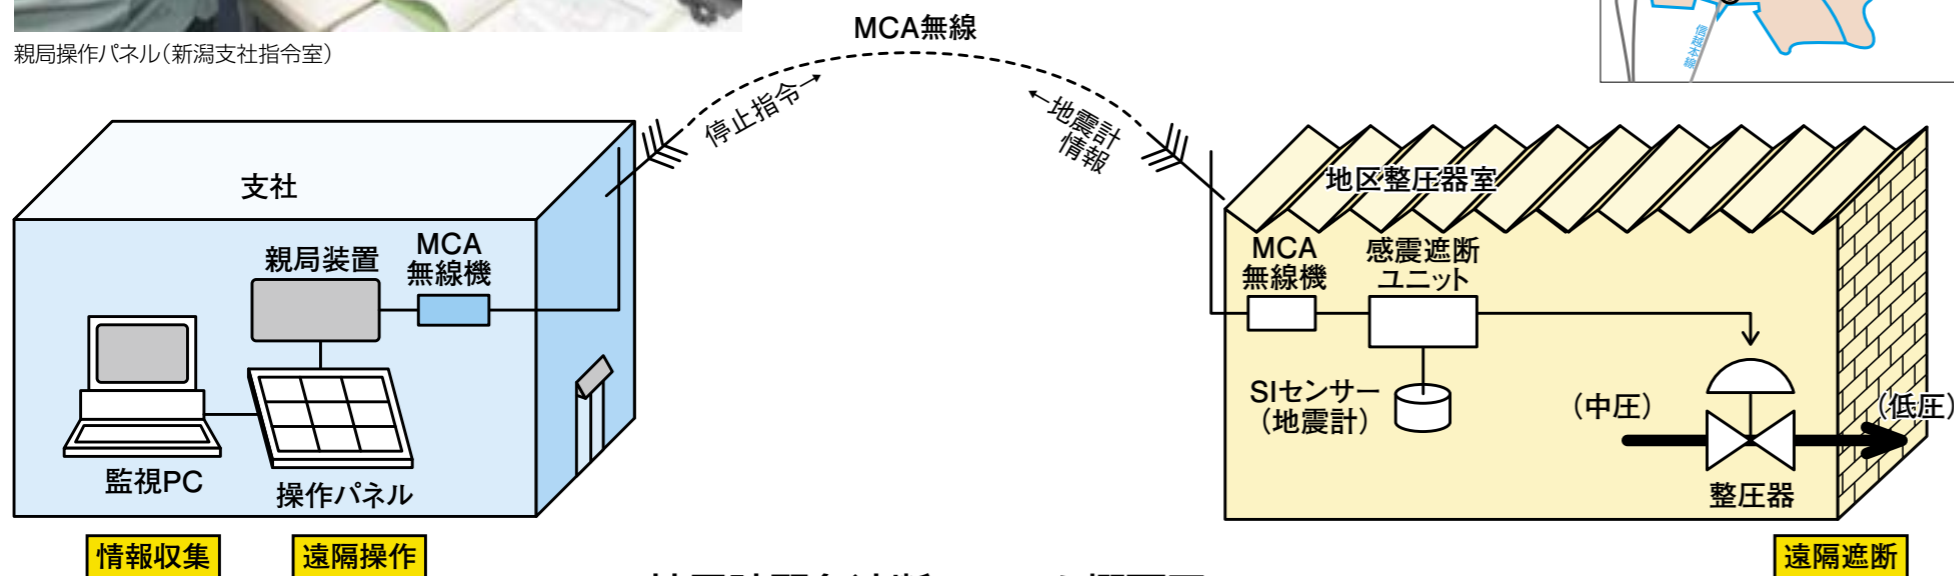 親局操作パネル（新潟支社指令室）
MCA無線
停止指令→
←地震計
情報
信越本線
支社
親局装置
MCA
無線機
監視PC
操作パネル
情報収集
遠隔操作
地区整圧器室
MCA
無線機
感震遮断
ユニット
SIセンサー
（地震計）
（中圧）
（低圧）
整圧器
遠隔遮断